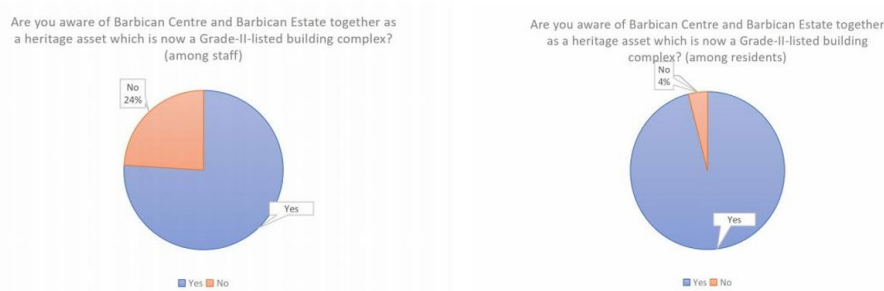 Are you aware of Barbican Centre and Barbican Estate together as
a heritage asset which is now a Grade-II-listed building complex?
(among staff)
No
24%
Yes
Yes No
Are you aware of Barbican Centre and Barbican Estate together
as a heritage asset which is now a Grade-II-listed building
complex? (among residents)
No
4%
Yes
Yes No